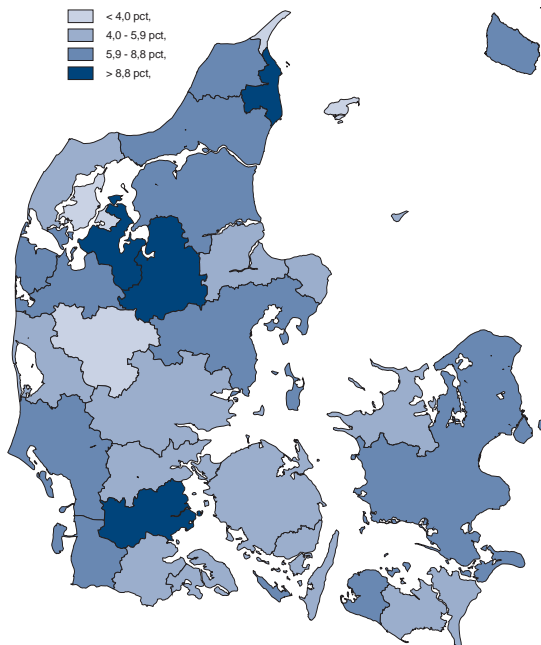 < 4,0 pct,
4,0 - 5,9 pct,
5,9 - 8,8 pct,
> 8,8 pct,